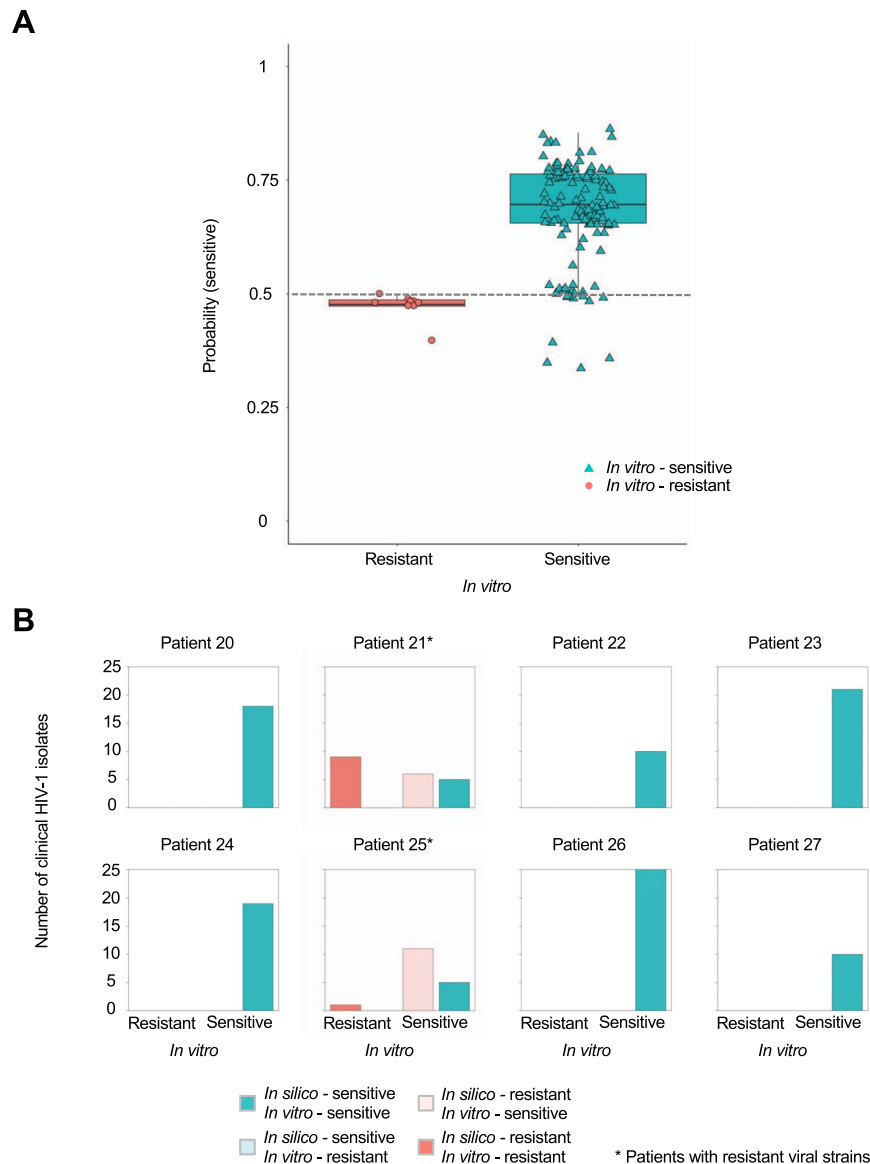 A
1
0.75
0.5
0.25
0
Probability (sensitive)
In vitro - sensitive
In vitro - resistant
Resistant Sensitive
In vitro
B
Number of clinical HIV-1 isolates
Patient 20 Patient 21* Patient 22 Patient 23
25
20
15
10
5
0
Patient 24 Patient 25* Patient 26 Patient 27
25
20
15
10
5
0
Resistant Sensitive Resistant Sensitive Resistant Sensitive Resistant Sensitive
In vitro In vitro In vitro In vitro
In silico - sensitive
In vitro - sensitive
In silico - resistant
In vitro - sensitive
In silico - sensitive
In vitro - resistant
In silico - resistant
In vitro - resistant
* Patients with resistant viral strains